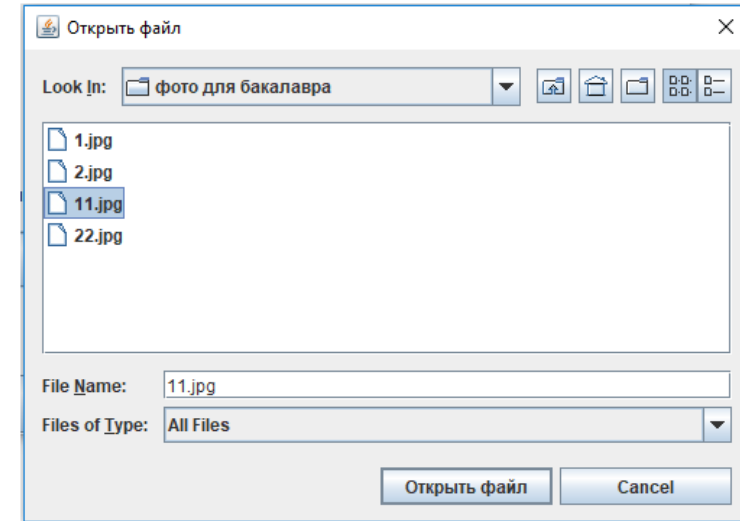 Открыть файл
Look In: фото для бакалавра
1.jpg
2.jpg
11.jpg
22.jpg
File Name: 11.jpg
Files of Type: All Files
Открыть файл Cancel